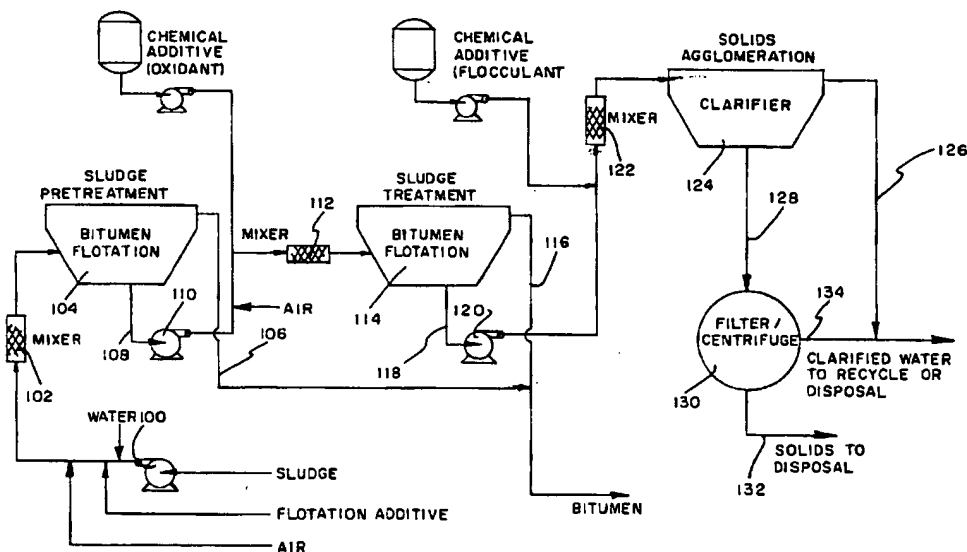 CHEMICAL
ADDITIVE
(OXIDANT)
CHEMICAL
ADDITIVE
(FLOCCULANT
SOLIDS
AGGLOMERATION
CLARIFIER
MIXER
122
124
126
128
SLUDGE
PRETREATMENT
BITUMEN
FLOTATION
104
MIXER
112
SLUDGE
TREATMENT
BITUMEN
FLOTATION
114
116
110
108
AIR
106
120
118
MIXER
102
FILTER/
CENTRIFUGE
130
134
CLARIFIED WATER
TO RECYCLE OR
DISPOSAL
WATER 100
SLUDGE
FLOTATION ADDITIVE
AIR
BITUMEN
SOLIDS TO
DISPOSAL
132